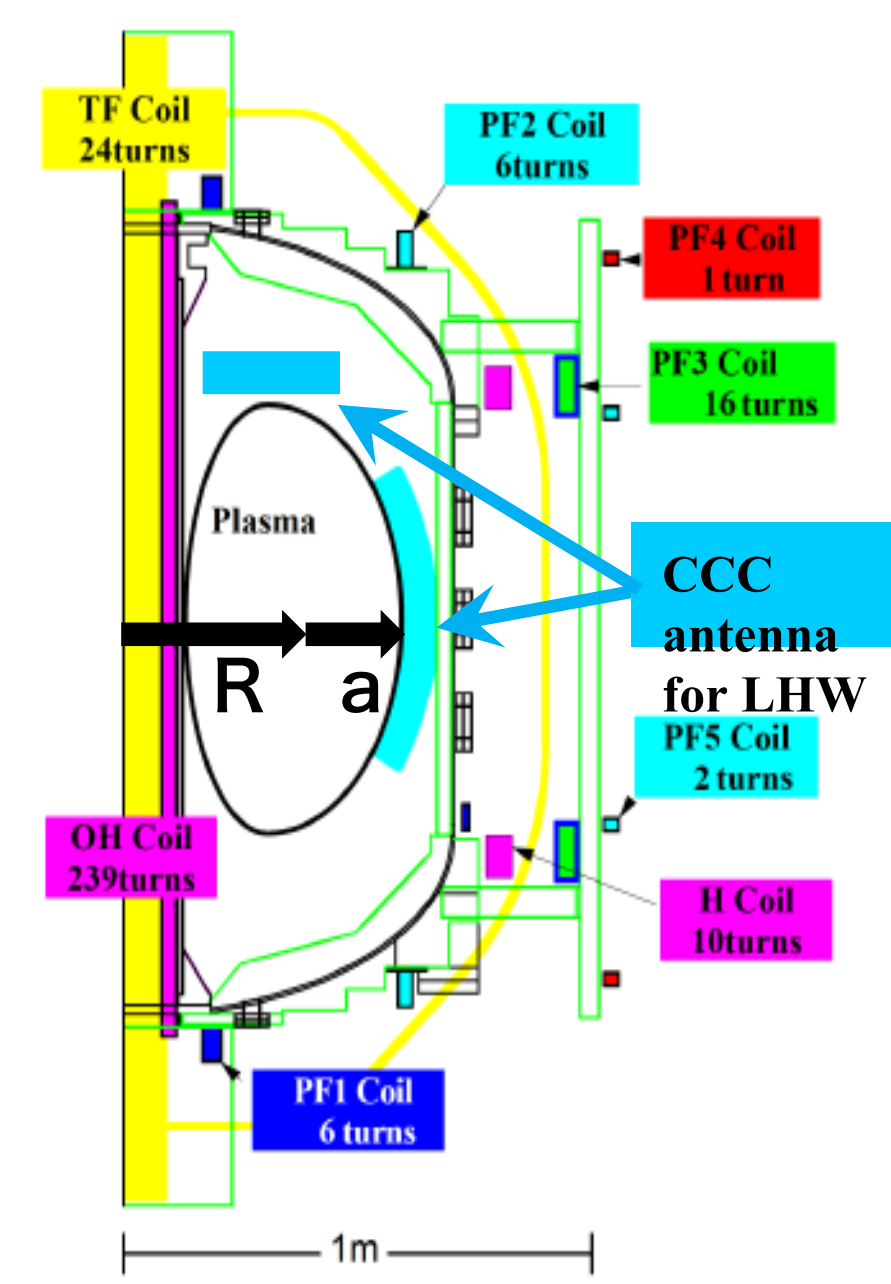 TF Coil
24turns
PF2 Coil
6turns
PF4 Coil
1 turn
PF3 Coil
16 turns
Plasma
CCC
antenna
for LHW
R
a
PF5 Coil
2 turns
OH Coil
239turns
H Coil
10turns
PF1 Coil
6 turns
1m